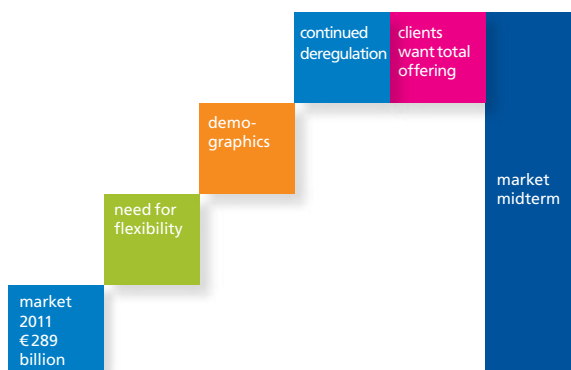 market
2011
€289
billion
need for
flexibility
demo-
graphics
continued
deregulation
clients
want total
offering
market
midterm